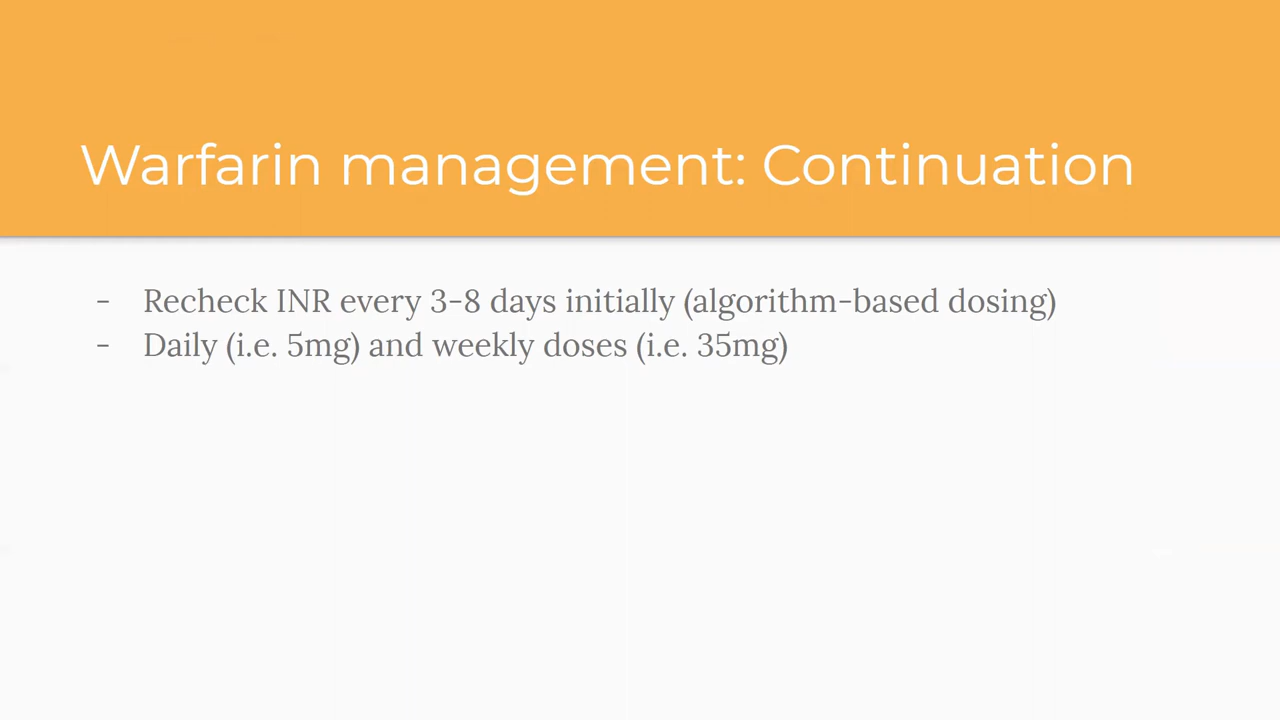 Warfarin management: Continuation
- Recheck INR every 3-8 days initially (algorithm-based dosing)
- Daily (i.e. 5mg) and weekly doses (i.e. 35mg)